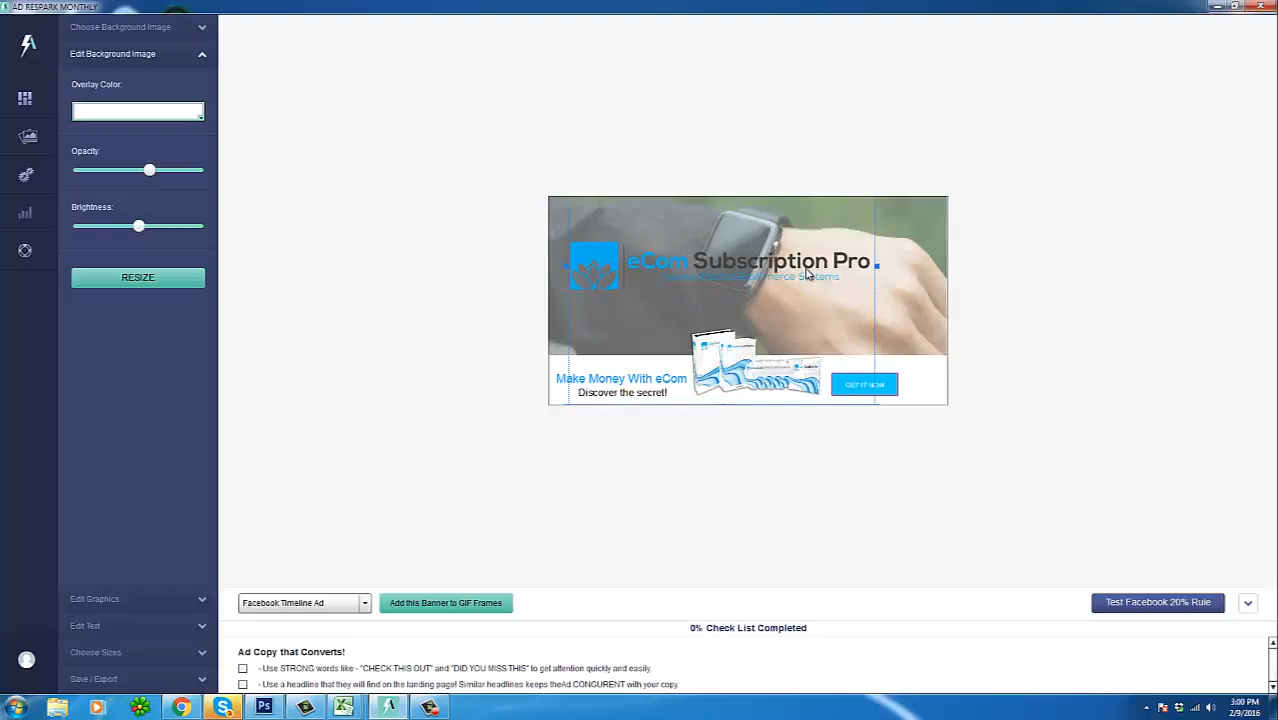 AD RESPARK MONTHLY
Choose Background Image
Edit Background Image
Overlay Color:
Opacity:
Brightness:
RESIZE
Edit Graphics
Edit Text
Choose Sizes
Save / Export
eCom Subscription Pro
Make Money With eCom
Discover the secret!
GET IT NOW
Facebook Timeline Ad
Add this Banner to GIF Frames
Test Facebook 20% Rule
0% Check List Completed
Ad Copy that Converts!
- Use STRONG words like - "CHECK THIS OUT" and "DID YOU MISS THIS" to get attention quickly and easily.
- Use a headline that they will find on the landing page! Similar headlines keeps theAd CONGURENT with your copy.
Ps
3:00 PM
2/9/2016